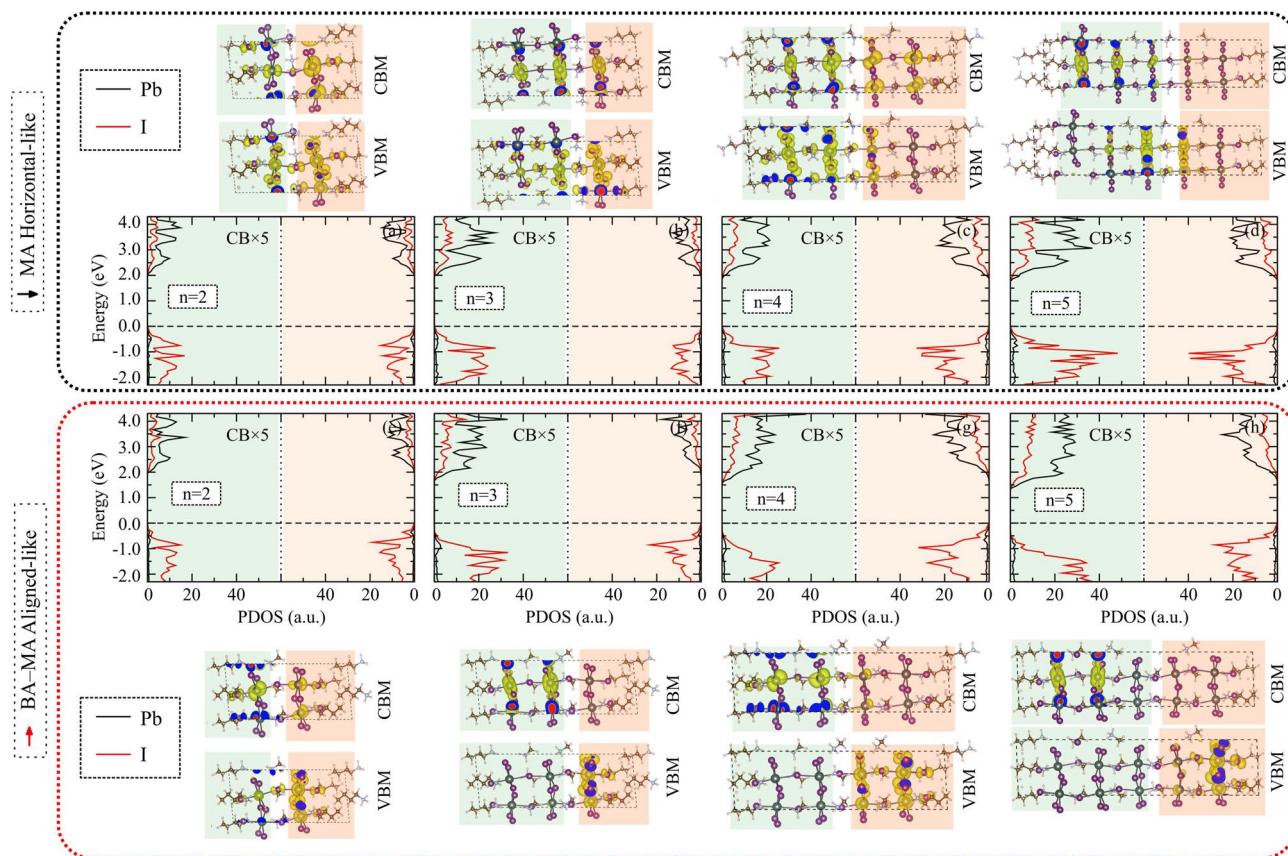 MA Horizontal-like
Pb
I
CBM
CBM
CBM
CBM
VBM
VBM
VBM
VBM
Energy (eV)
4.0
3.0
2.0
1.0
0.0
-1.0
-2.0
(a)
CB×5
n=2
(b)
CB×5
n=3
(c)
CB×5
n=4
(d)
CB×5
n=5
BA–MA Aligned-like
Energy (eV)
4.0
3.0
2.0
1.0
0.0
-1.0
-2.0
CB×5
n=2
CB×5
n=3
(g)
CB×5
n=4
(h)
CB×5
n=5
0 20 40 40 20 0
20 40 40 20 0
20 40 40 20 0
20 40 40 20 0
PDOS (a.u.)
PDOS (a.u.)
PDOS (a.u.)
PDOS (a.u.)
Pb
I
CBM
CBM
CBM
CBM
VBM
VBM
VBM
VBM